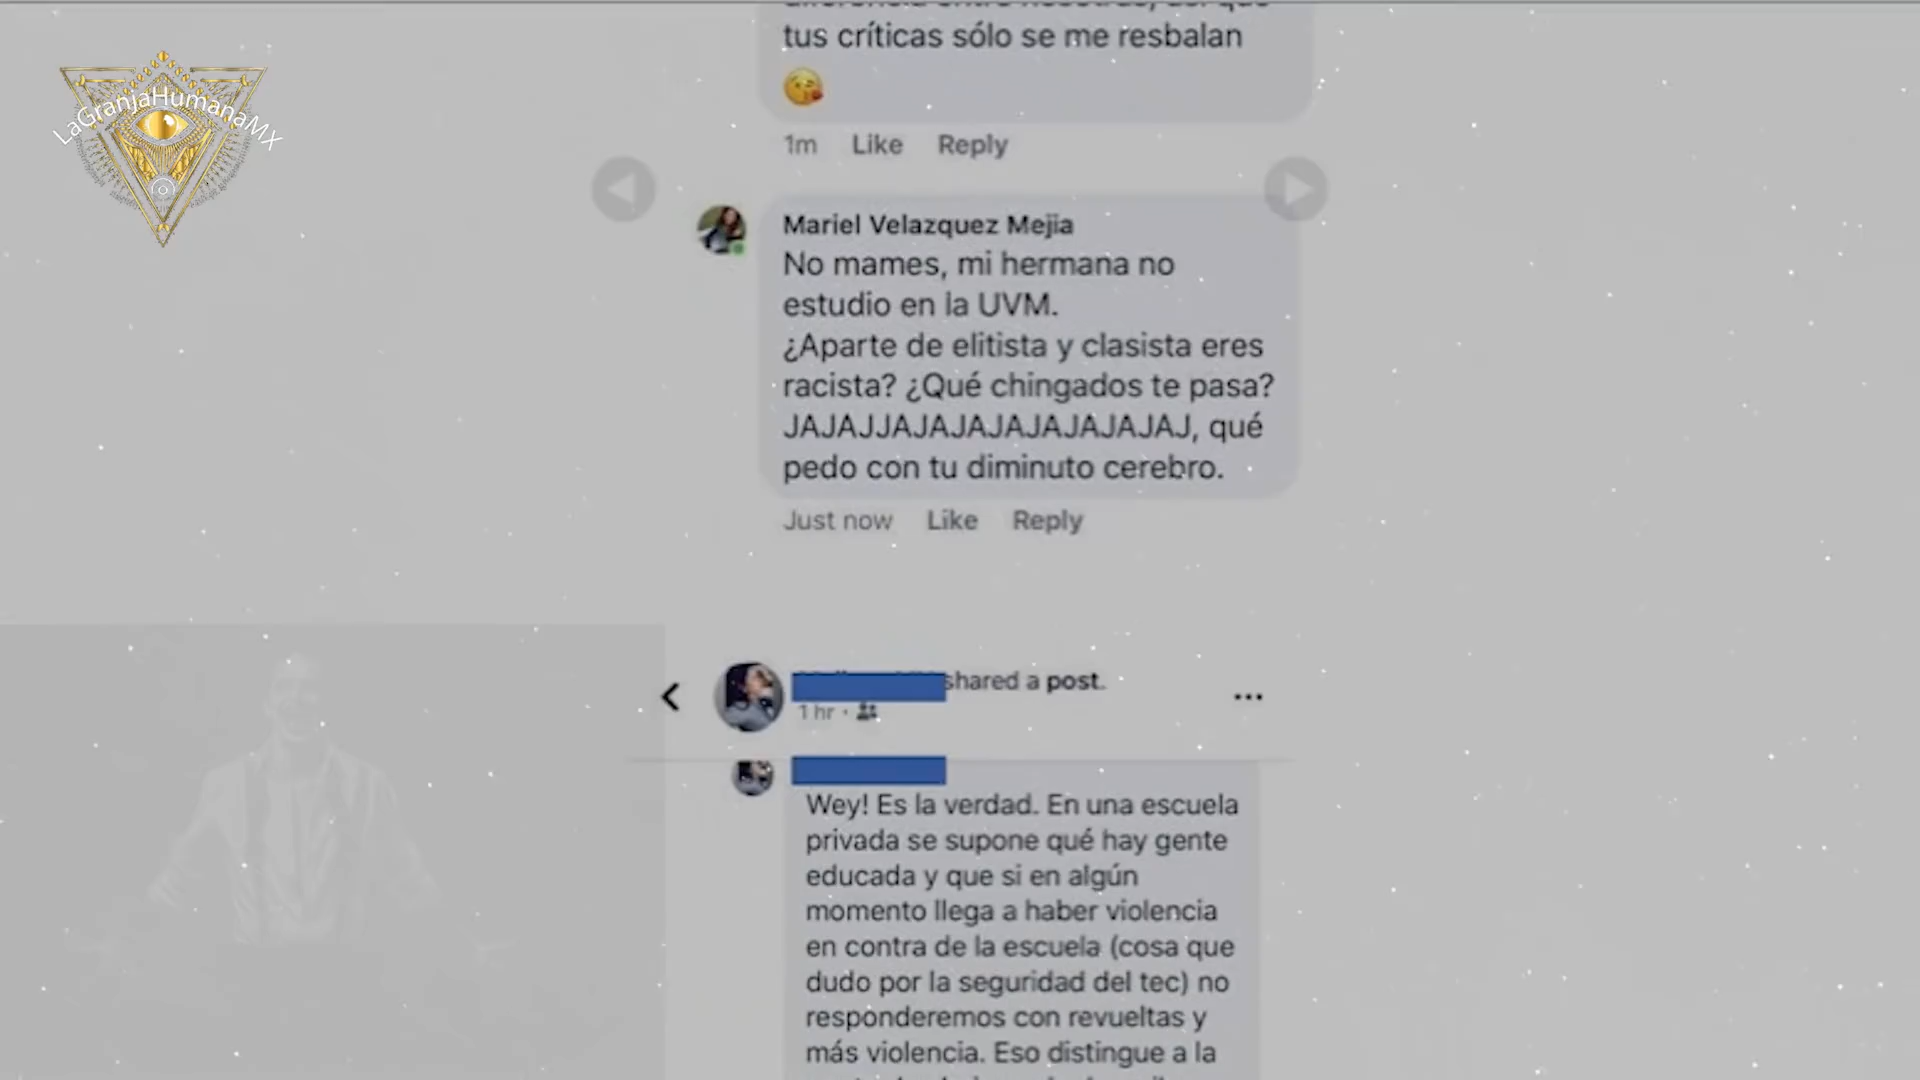 LaGranjaHumanaMX
tus críticas sólo se me resbalan
1m Like Reply
Mariel Velazquez Mejia
No mames, mi hermana no
estudio en la UVM.
¿Aparte de elitista y clasista eres
racista? ¿Qué chingados te pasa?
JAJAJJAJAJAJAJAJAJAJAJ, qué
pedo con tu diminuto cerebro.
Just now Like Reply
shared a post.
1 hr
Wey! Es la verdad. En una escuela
privada se supone qué hay gente
educada y que si en algún
momento llega a haber violencia
en contra de la escuela (cosa que
dudo por la seguridad del tec) no
responderemos con revueltas y
más violencia. Eso distingue a la